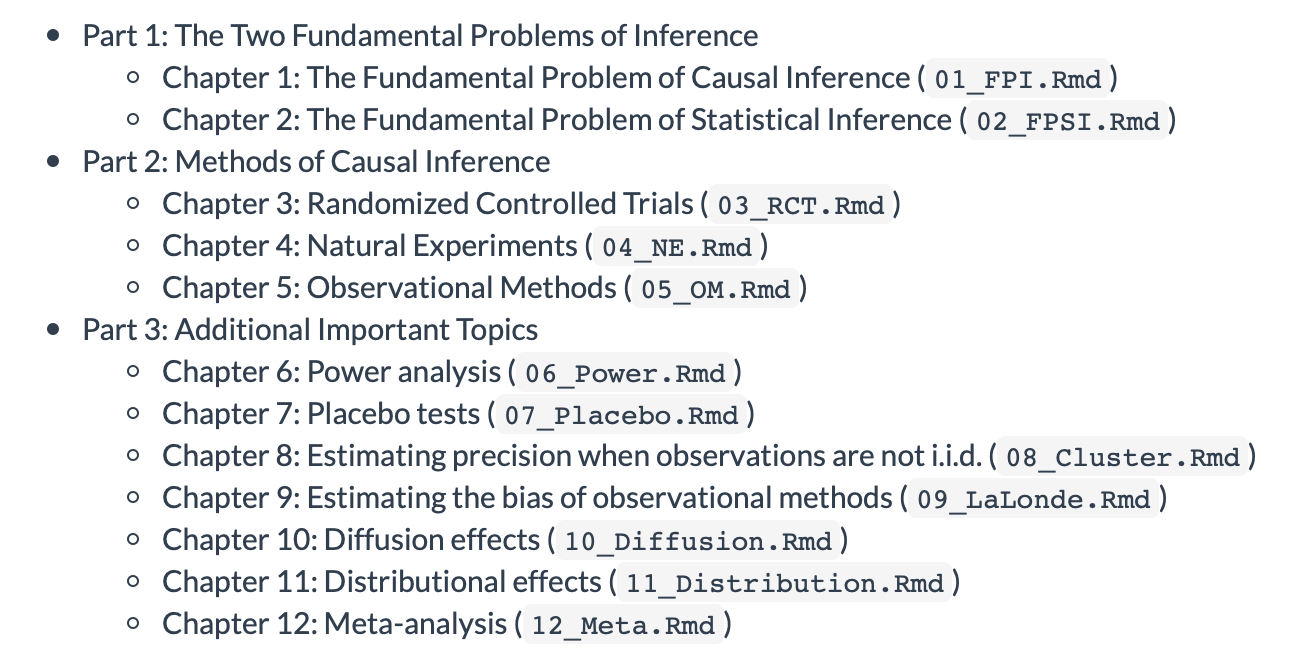 Part 1: The Two Fundamental Problems of Inference
Chapter 1: The Fundamental Problem of Causal Inference ( 01_FPI.Rmd )
Chapter 2: The Fundamental Problem of Statistical Inference ( 02_FPSI.Rmd )
Part 2: Methods of Causal Inference
Chapter 3: Randomized Controlled Trials ( 03_RCT.Rmd )
Chapter 4: Natural Experiments ( 04_NE.Rmd )
Chapter 5: Observational Methods ( 05_OM.Rmd )
Part 3: Additional Important Topics
Chapter 6: Power analysis ( 06_Power.Rmd )
Chapter 7: Placebo tests ( 07_Placebo.Rmd )
Chapter 8: Estimating precision when observations are not i.i.d. ( 08_Cluster.Rmd )
Chapter 9: Estimating the bias of observational methods ( 09_LaLonde.Rmd )
Chapter 10: Diffusion effects ( 10_Diffusion.Rmd )
Chapter 11: Distributional effects ( 11_Distribution.Rmd )
Chapter 12: Meta-analysis ( 12_Meta.Rmd )